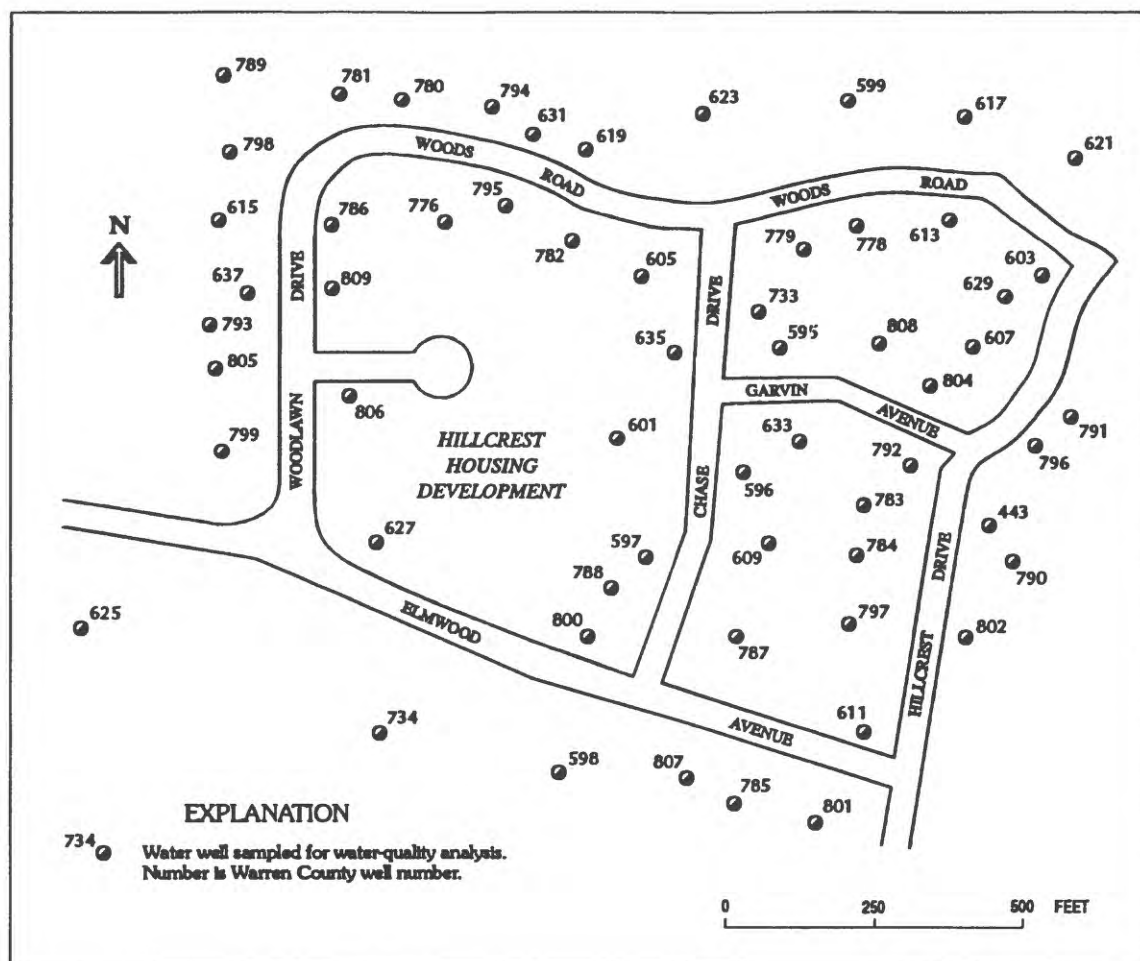 789
781
780
794
631
619
623
599
617
621
798
WOODS
ROAD
WOODS
ROAD
615
786
776
795
782
605
779
778
613
603
629
N
637
DRIVE
809
793
733
595
808
607
804
805
635
DRIVE
GARVIN
AVENUE
806
791
796
799
WOODLAWN
HILLCREST
HOUSING
DEVELOPMENT
601
633
792
596
783
CHASE
443
627
597
609
784
DRIVE
790
788
625
ELMWOOD
800
787
797
802
HILLCREST
611
734
AVENUE
598
807
785
801
EXPLANATION
734
Water well sampled for water-quality analysis.
Number is Warren County well number.
0 250 500 FEET